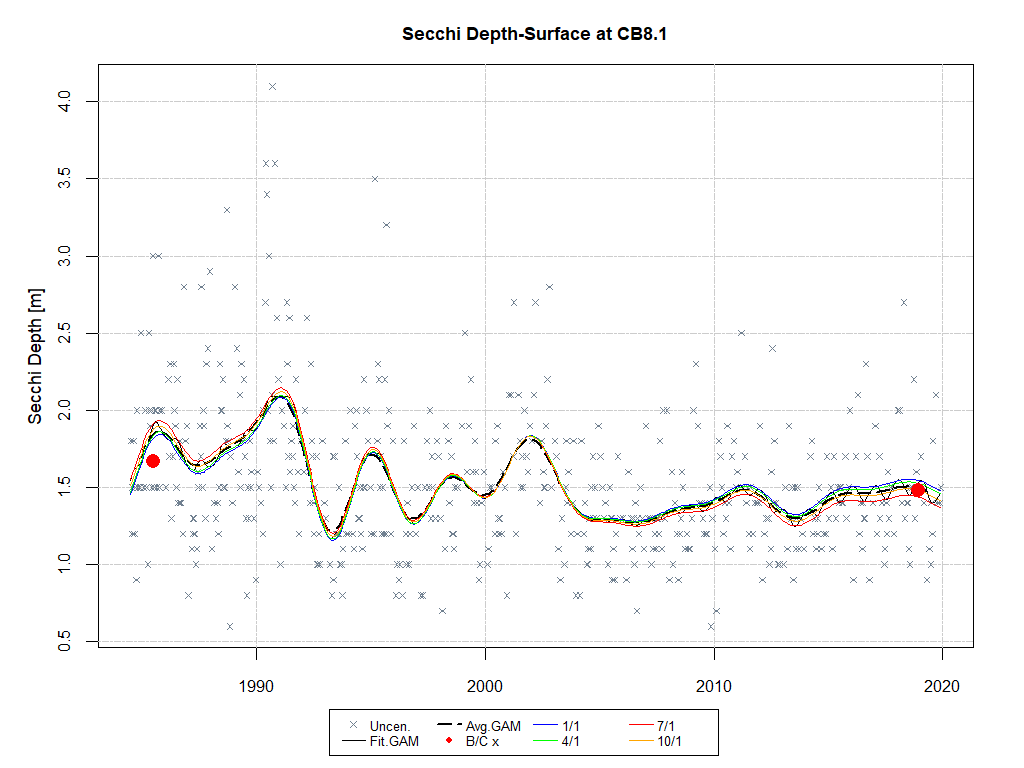 Secchi Depth-Surface at CB8.1
Secchi Depth [m]
4.0
3.5
3.0
2.5
2.0
1.5
1.0
0.5
1990 2000 2010 2020
Uncen. Avg.GAM 1/1 7/1
Fit.GAM B/C x 4/1 10/1